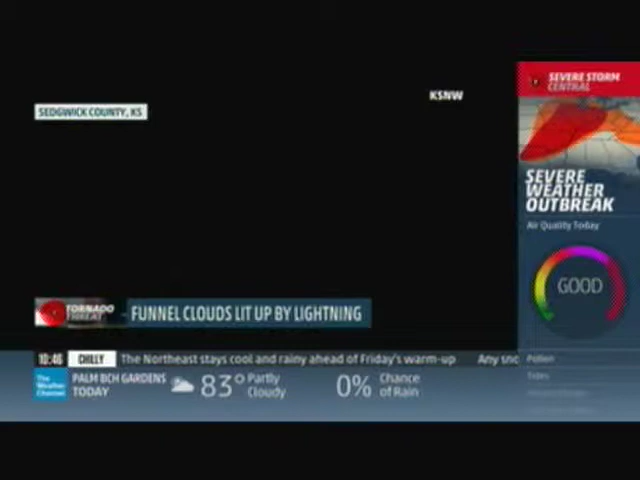 SEVERE STORM
CENTRAL
KSNW
SEDGWICK COUNTY, KS
SEVERE
WEATHER
OUTBREAK
Air Quality Today
GOOD
TORNADO
THREAT
FUNNEL CLOUDS LIT UP BY LIGHTNING
10:46
CHILLY
The Northeast stays cool and rainy ahead of Friday's warm-up
Any sno
Pollen
Tides
The
Weather
Channel
PALM BCH GARDENS
TODAY
83°
Partly
Cloudy
0%
Chance
of Rain